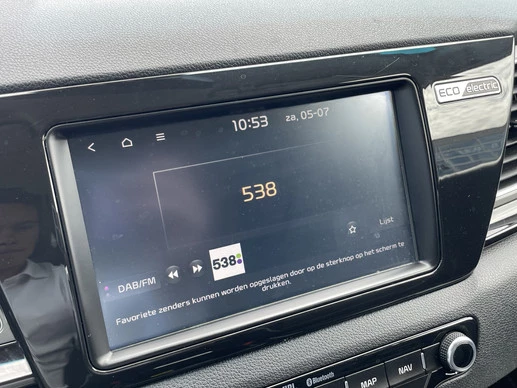 ECO electric
10:53 za, 05-07
538
Lijst
538
DAB/FM
Favoriete zenders kunnen worden opgeslagen door op de sterknop op het scherm te
drukken.
Bluetooth MAP NAV